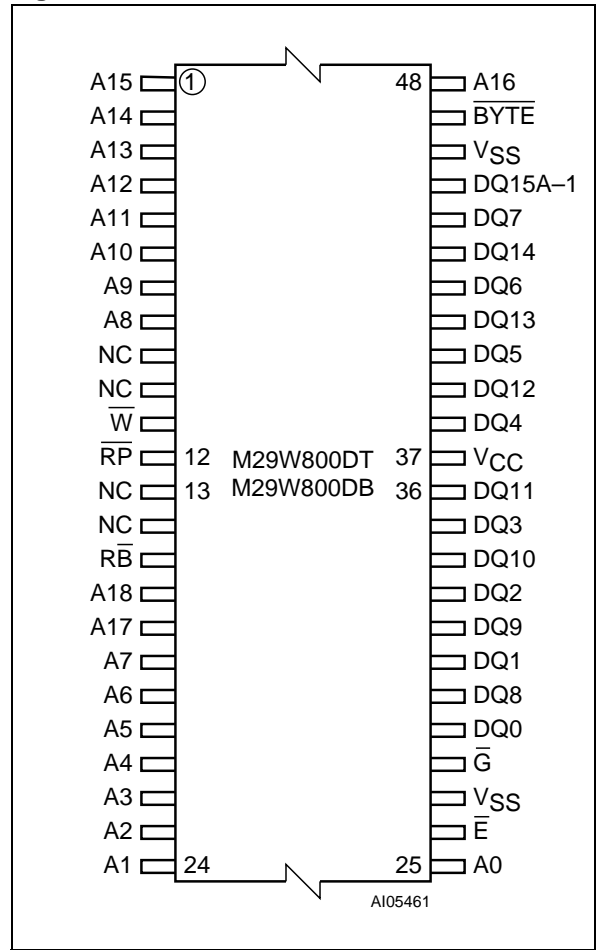 A15 ① 48 A16
A14 B̅Y̅T̅E̅
A13 VSS
A12 DQ15A–1
A11 DQ7
A10 DQ14
A9 DQ6
A8 DQ13
NC DQ5
NC DQ12
W̅ DQ4
R̅P̅ 12 M29W800DT 37 VCC
NC 13 M29W800DB 36 DQ11
NC DQ3
RB̅ DQ10
A18 DQ2
A17 DQ9
A7 DQ1
A6 DQ8
A5 DQ0
A4 G̅
A3 VSS
A2 E̅
A1 24 25 A0
AI05461